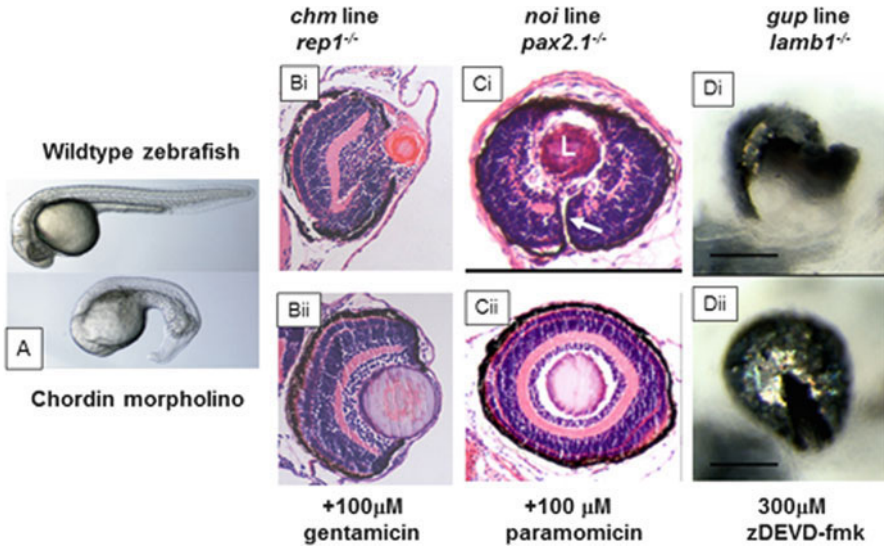 chm line
rep1-/-
noi line
pax2.1-/-
gup line
lamb1-/-
Bi
Ci
L
Di
Wildtype zebrafish
A
Chordin morpholino
Bii
Cii
Dii
+100µM
gentamicin
+100 µM
paramomicin
300µM
zDEVD-fmk